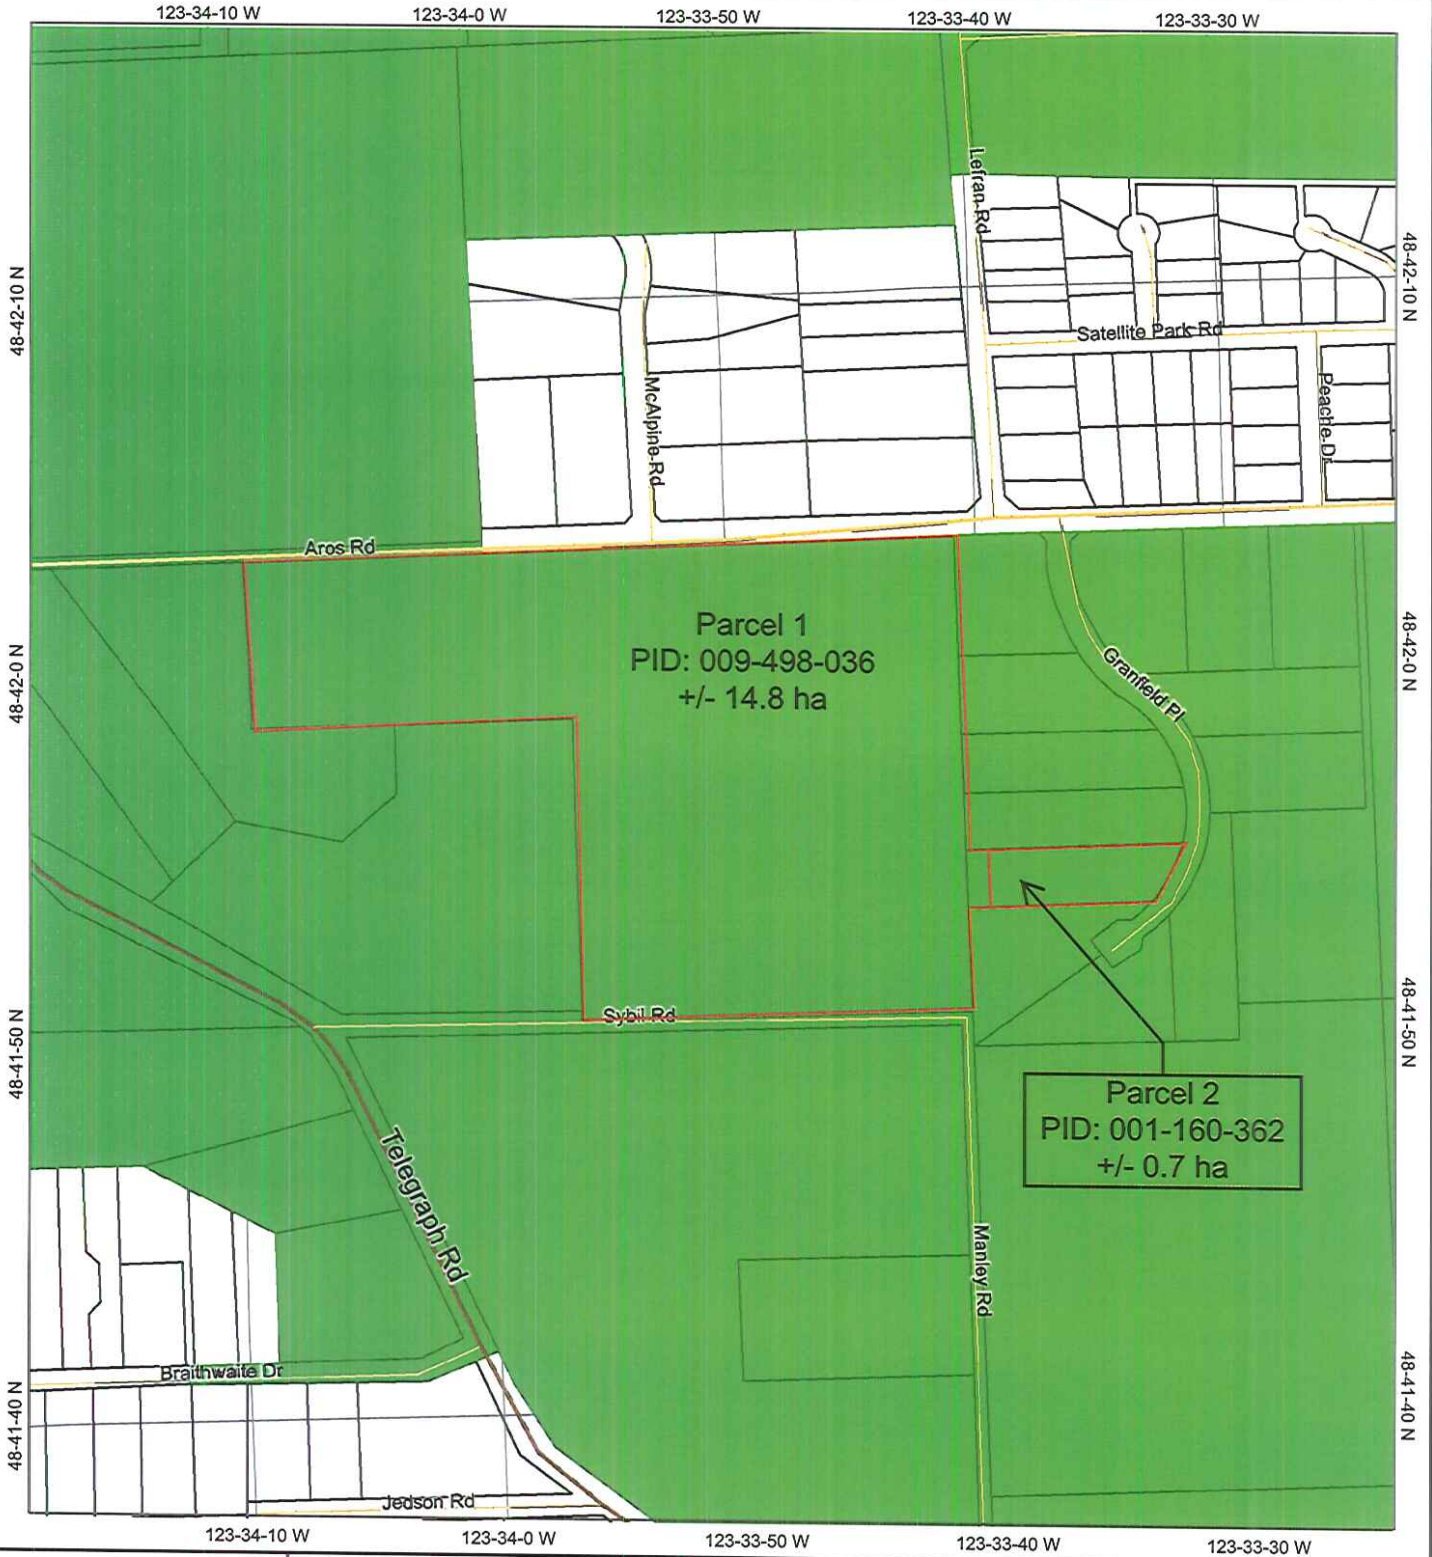 123-34-10 W
123-34-0 W
123-33-50 W
123-33-40 W
123-33-30 W
48-42-10 N
48-42-10 N
Lefran Rd
Satellite Park Rd
McAlpine Rd
Peache Dr
Aros Rd
Parcel 1
PID: 009-498-036
+/- 14.8 ha
48-42-0 N
48-42-0 N
Granfield Pl
Sybil Rd
48-41-50 N
48-41-50 N
Parcel 2
PID: 001-160-362
+/- 0.7 ha
Telegraph Rd
Manley Rd
Braithwaite Dr
48-41-40 N
48-41-40 N
Jedson Rd
123-34-10 W
123-34-0 W
123-33-50 W
123-33-40 W
123-33-30 W